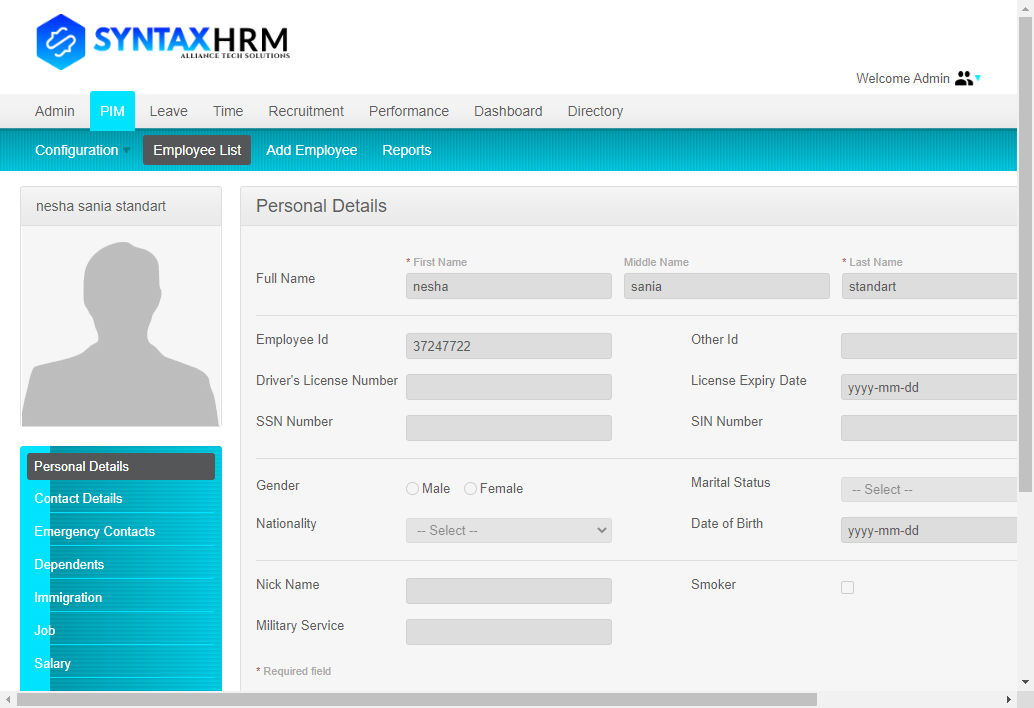 SYNTAXHRM
ALLIANCE TECH SOLUTIONS
Welcome Admin
Admin PIM Leave Time Recruitment Performance Dashboard Directory
Configuration Employee List Add Employee Reports
nesha sania standart
Personal Details
* First Name Middle Name * Last Name
Full Name nesha sania standart
Employee Id 37247722 Other Id
Driver's License Number License Expiry Date yyyy-mm-dd
SSN Number SIN Number
Gender Male Female Marital Status -- Select --
Nationality -- Select -- Date of Birth yyyy-mm-dd
Nick Name Smoker
Military Service
* Required field
Personal Details
Contact Details
Emergency Contacts
Dependents
Immigration
Job
Salary